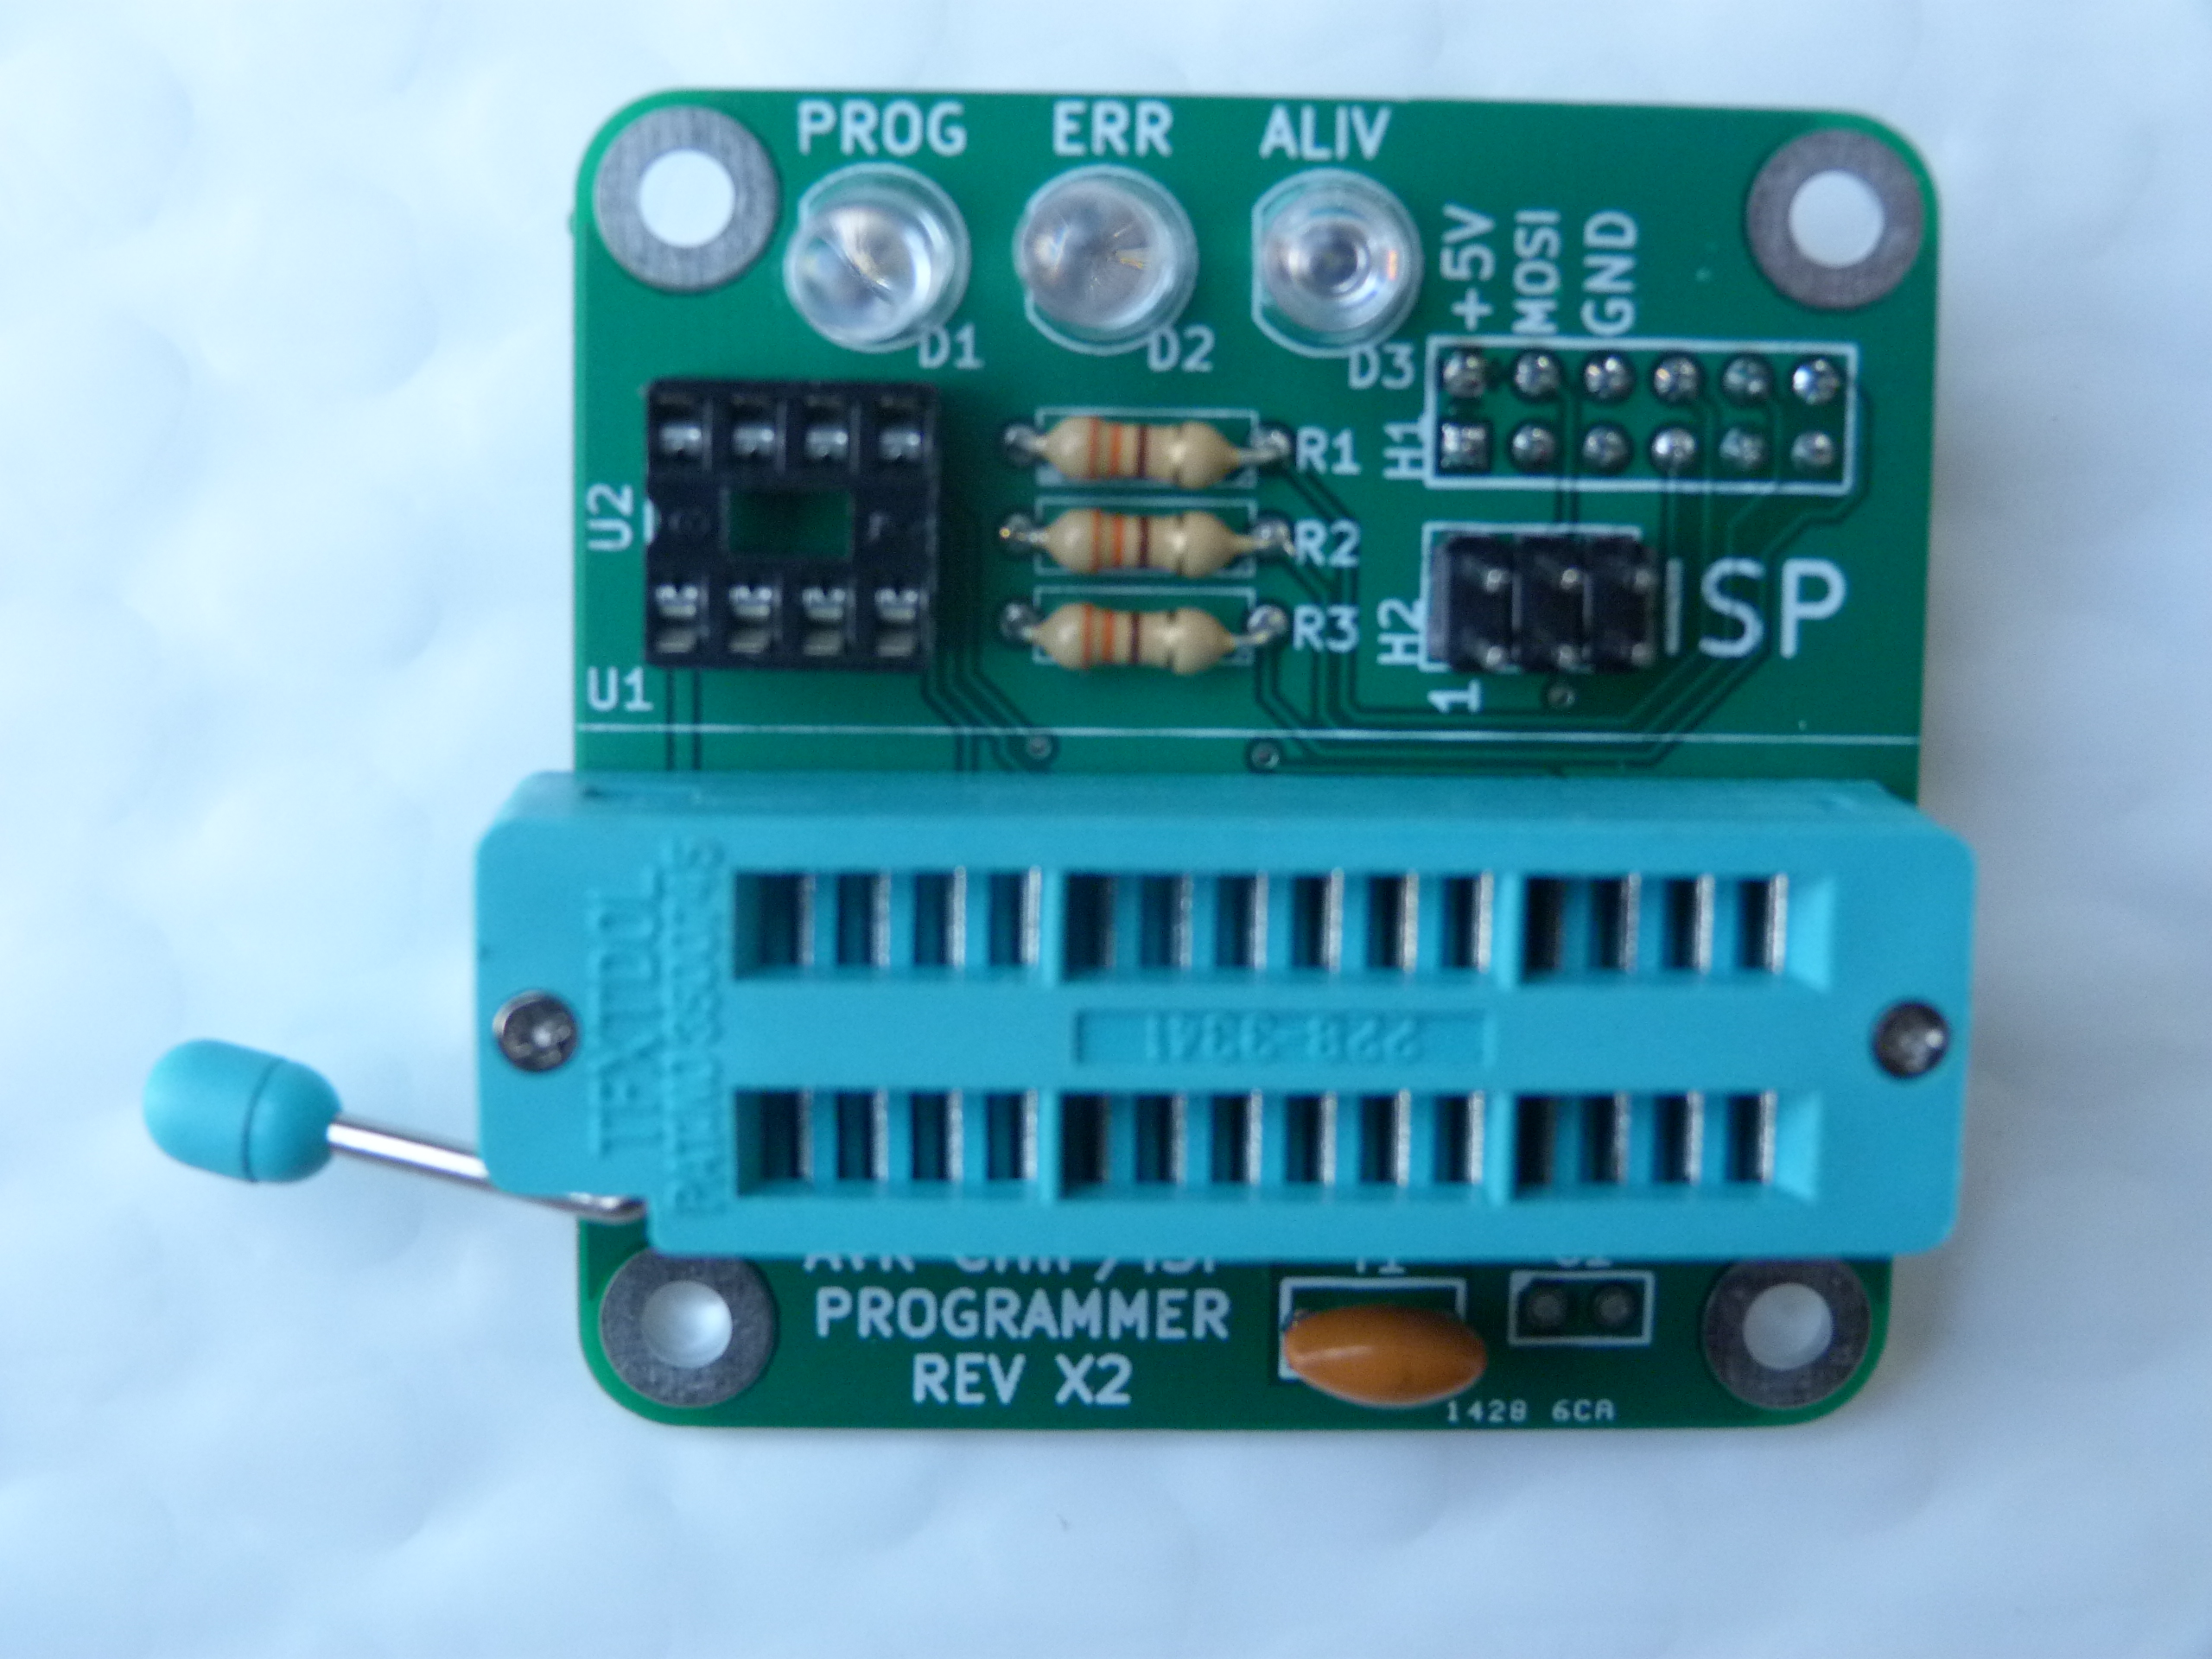 PROG ERR ALIV
+5V
MOSI
GND
D1 D2 D3
U2
R1
H1
R2
R3
H2
ISP
U1
1
TEXTOOL
228-3341
PROGRAMMER
REV X2
1428 6CA